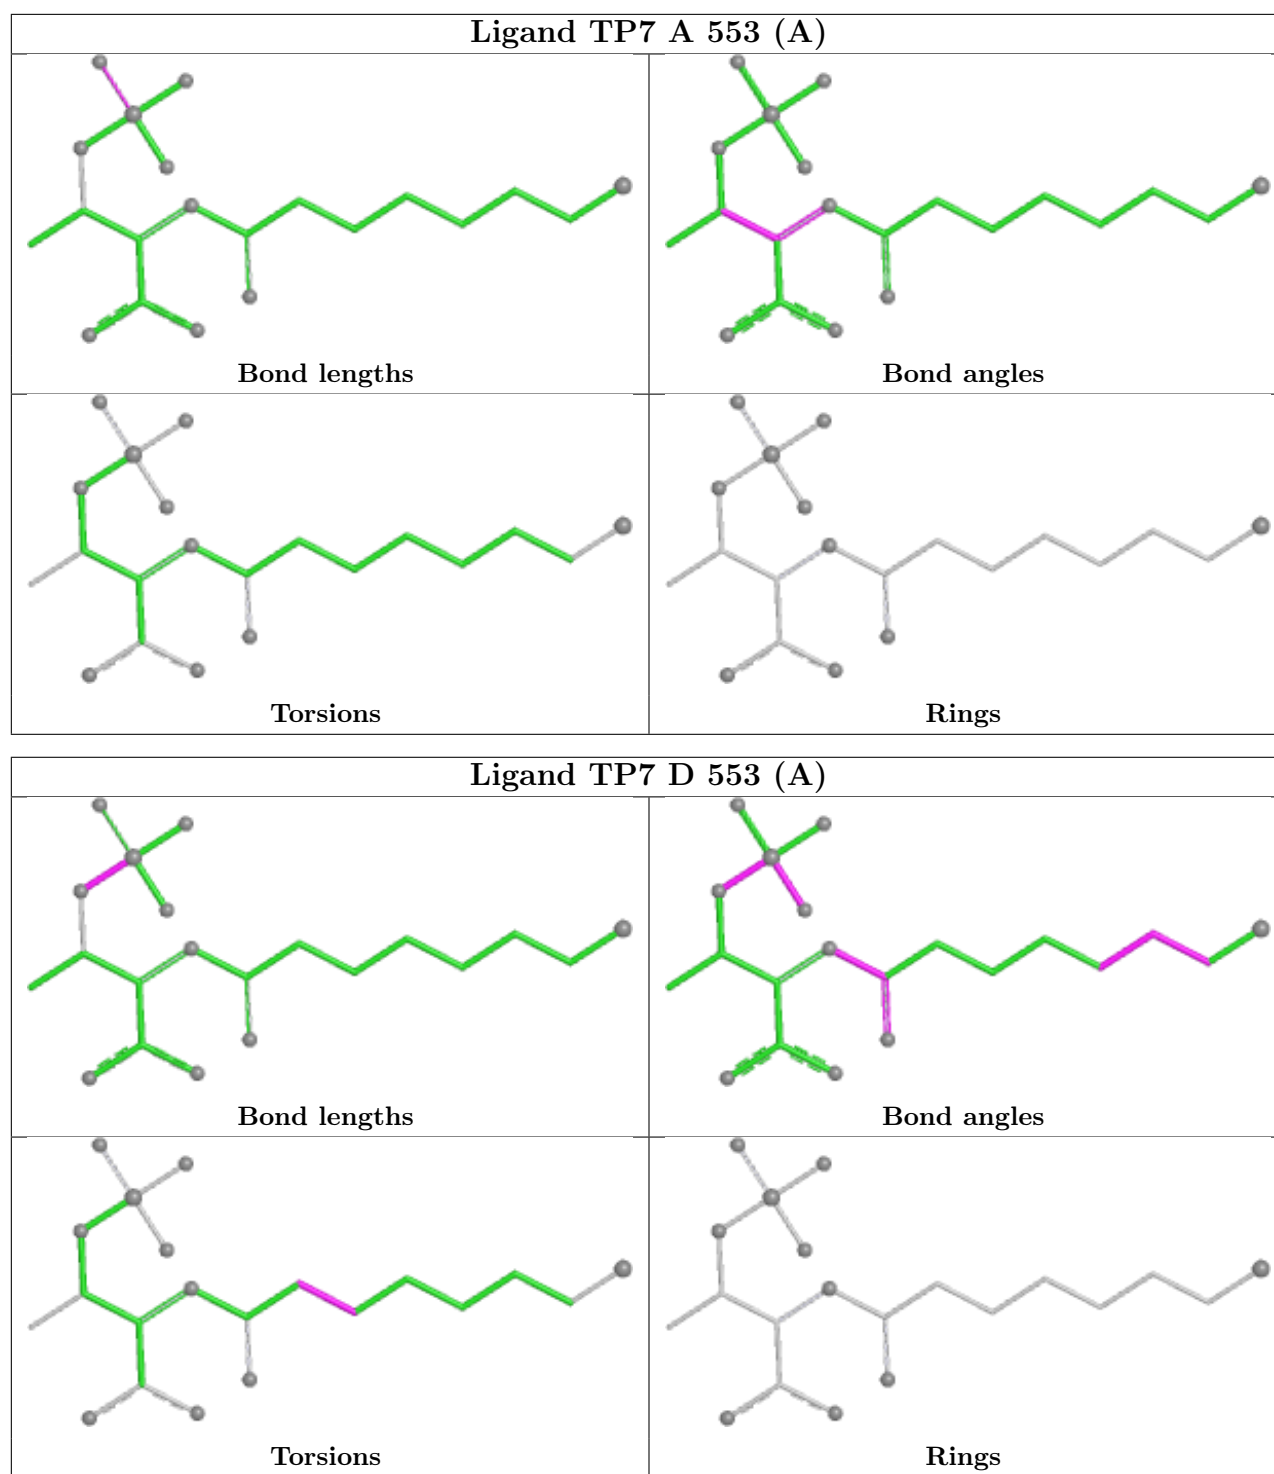 Ligand TP7 A 553 (A)
Bond lengths
Bond angles
Torsions
Rings
Ligand TP7 D 553 (A)
Bond lengths
Bond angles
Torsions
Rings